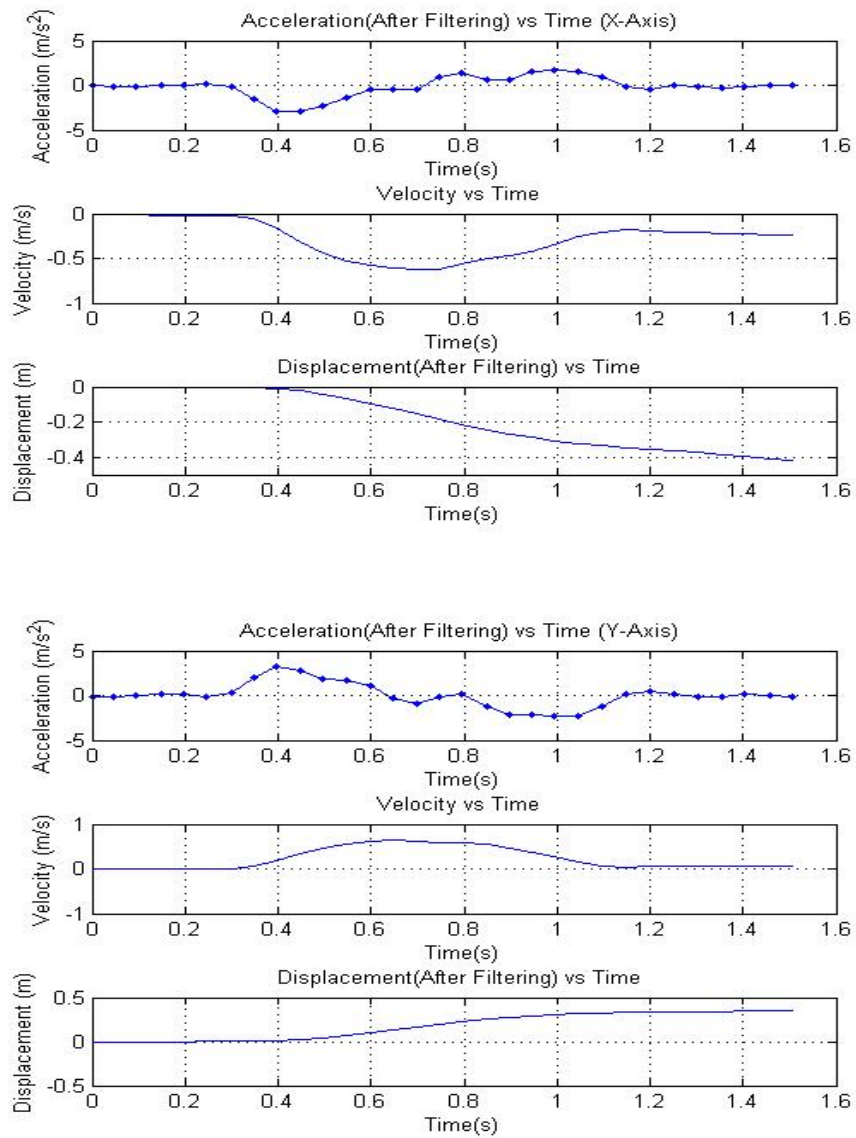 Acceleration(After Filtering) vs Time (X-Axis)
Acceleration (m/s²)
5
0
-5
0 0.2 0.4 0.6 0.8 1 1.2 1.4 1.6
Time(s)
Velocity vs Time
Velocity (m/s)
0
-0.5
-1
0 0.2 0.4 0.6 0.8 1 1.2 1.4 1.6
Time(s)
Displacement(After Filtering) vs Time
Displacement (m)
0
-0.2
-0.4
0 0.2 0.4 0.6 0.8 1 1.2 1.4 1.6
Time(s)
Acceleration(After Filtering) vs Time (Y-Axis)
Acceleration (m/s²)
5
0
-5
0 0.2 0.4 0.6 0.8 1 1.2 1.4 1.6
Time(s)
Velocity vs Time
Velocity (m/s)
1
0
-1
0 0.2 0.4 0.6 0.8 1 1.2 1.4 1.6
Time(s)
Displacement(After Filtering) vs Time
Displacement (m)
0.5
0
-0.5
0 0.2 0.4 0.6 0.8 1 1.2 1.4 1.6
Time(s)